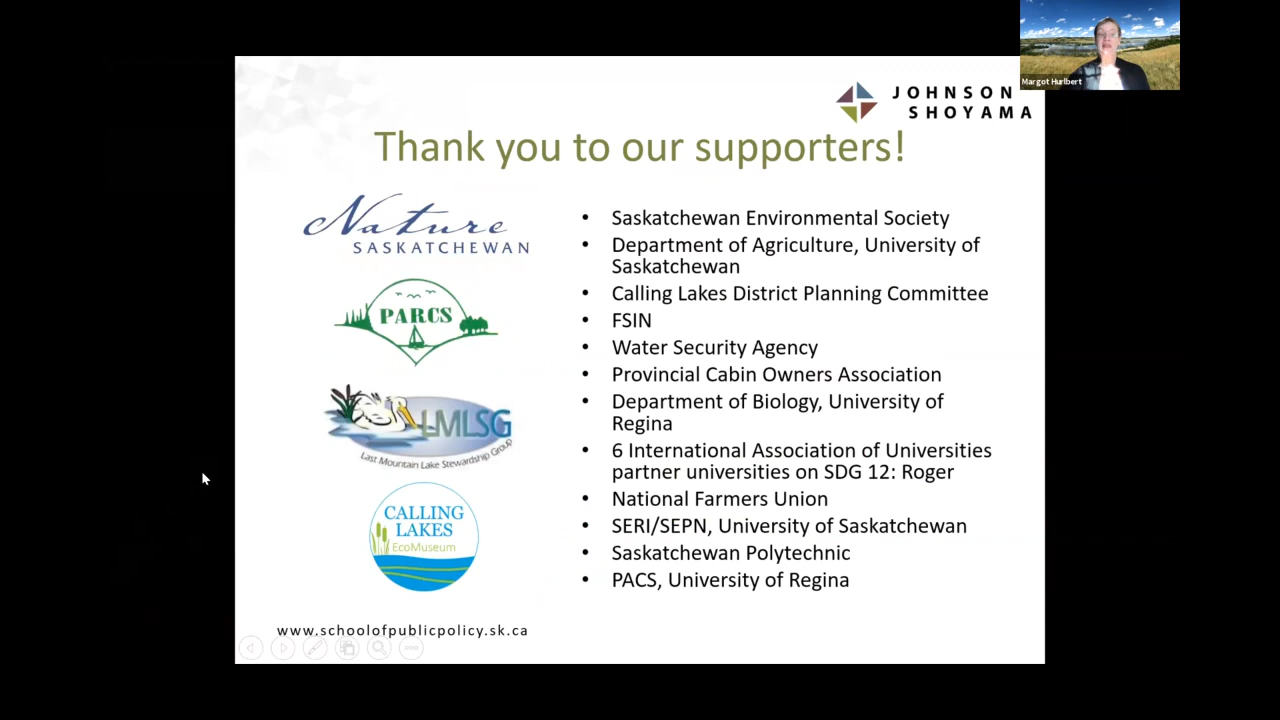 Margot Hurlbert
JOHNSON
SHOYAMA
Thank you to our supporters!
Nature
SASKATCHEWAN
PARCS
LMLSG
Last Mountain Lake Stewardship Group
CALLING
LAKES
EcoMuseum
• Saskatchewan Environmental Society
• Department of Agriculture, University of
Saskatchewan
• Calling Lakes District Planning Committee
• FSIN
• Water Security Agency
• Provincial Cabin Owners Association
• Department of Biology, University of
Regina
• 6 International Association of Universities
partner universities on SDG 12: Roger
• National Farmers Union
• SERI/SEPN, University of Saskatchewan
• Saskatchewan Polytechnic
• PACS, University of Regina
www.schoolofpublicpolicy.sk.ca